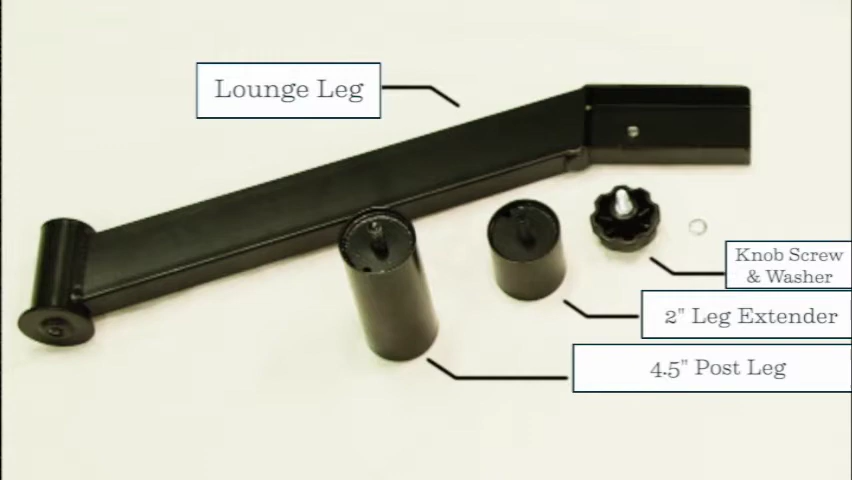 Lounge Leg
Knob Screw
& Washer
2" Leg Extender
4.5" Post Leg